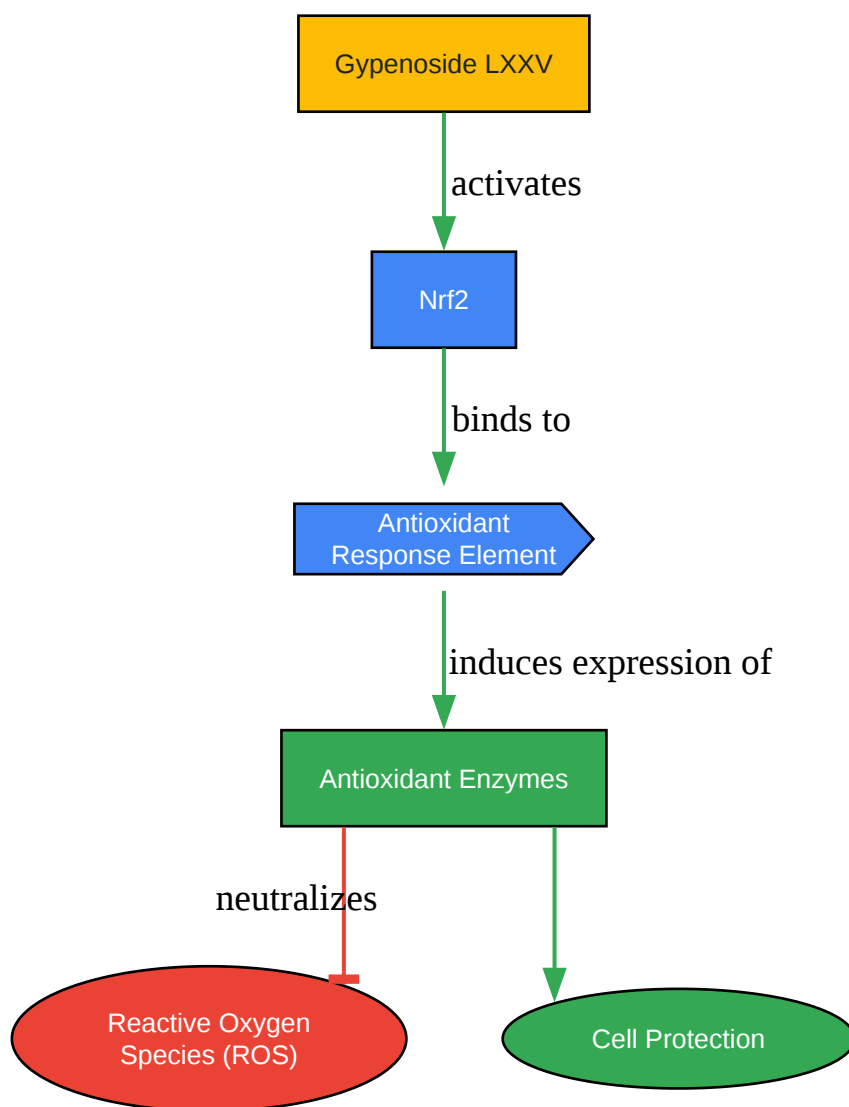 Gypenoside LXXV
activates
Nrf2
binds to
Antioxidant
Response Element
induces expression of
Antioxidant Enzymes
neutralizes
Reactive Oxygen
Species (ROS)
Cell Protection